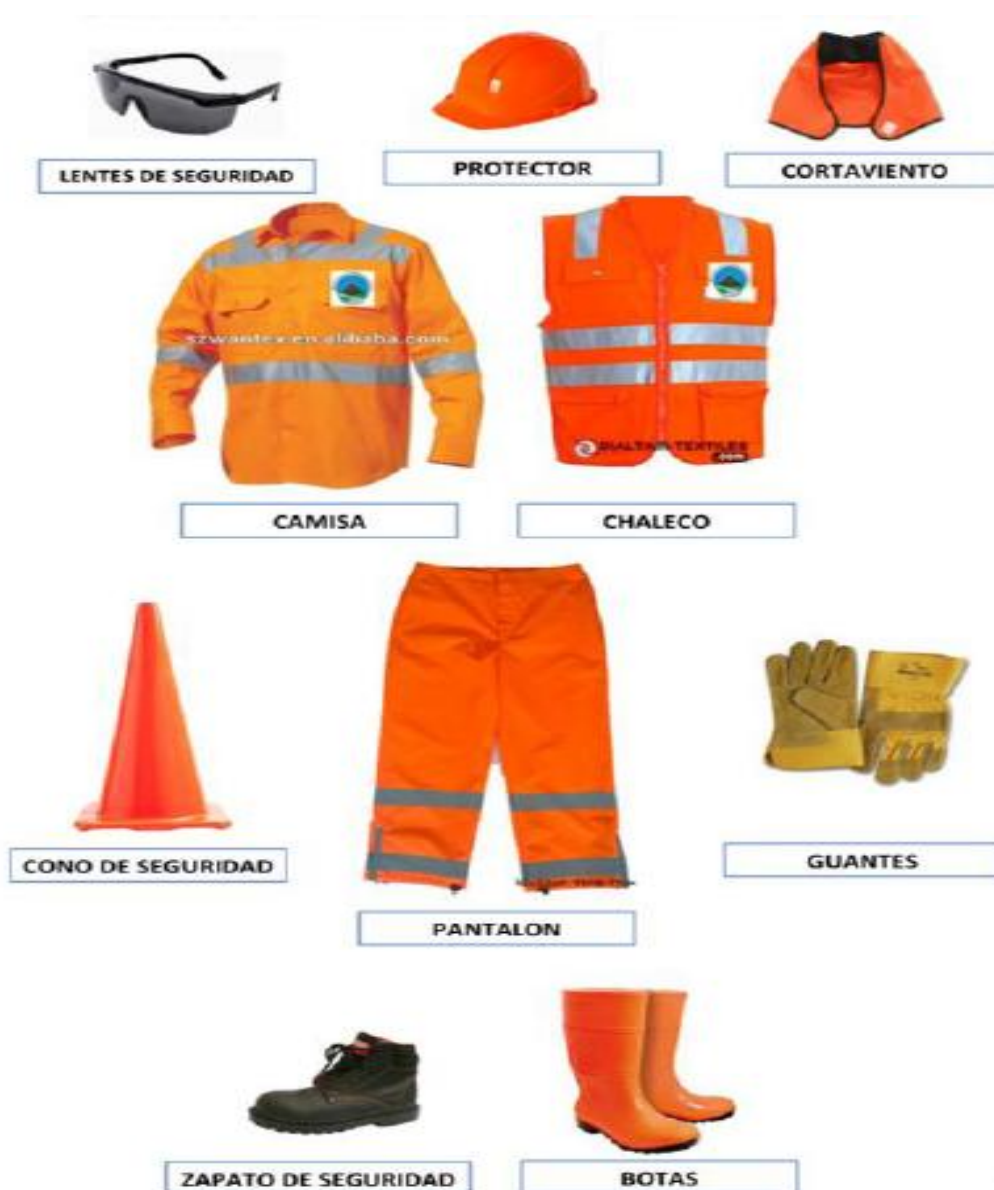 LENTES DE SEGURIDAD
PROTECTOR
CORTAVIENTO
szwantex.en.alibaba.com
CAMISA
CHALECO
CONO DE SEGURIDAD
GUANTES
PANTALON
ZAPATO DE SEGURIDAD
BOTAS